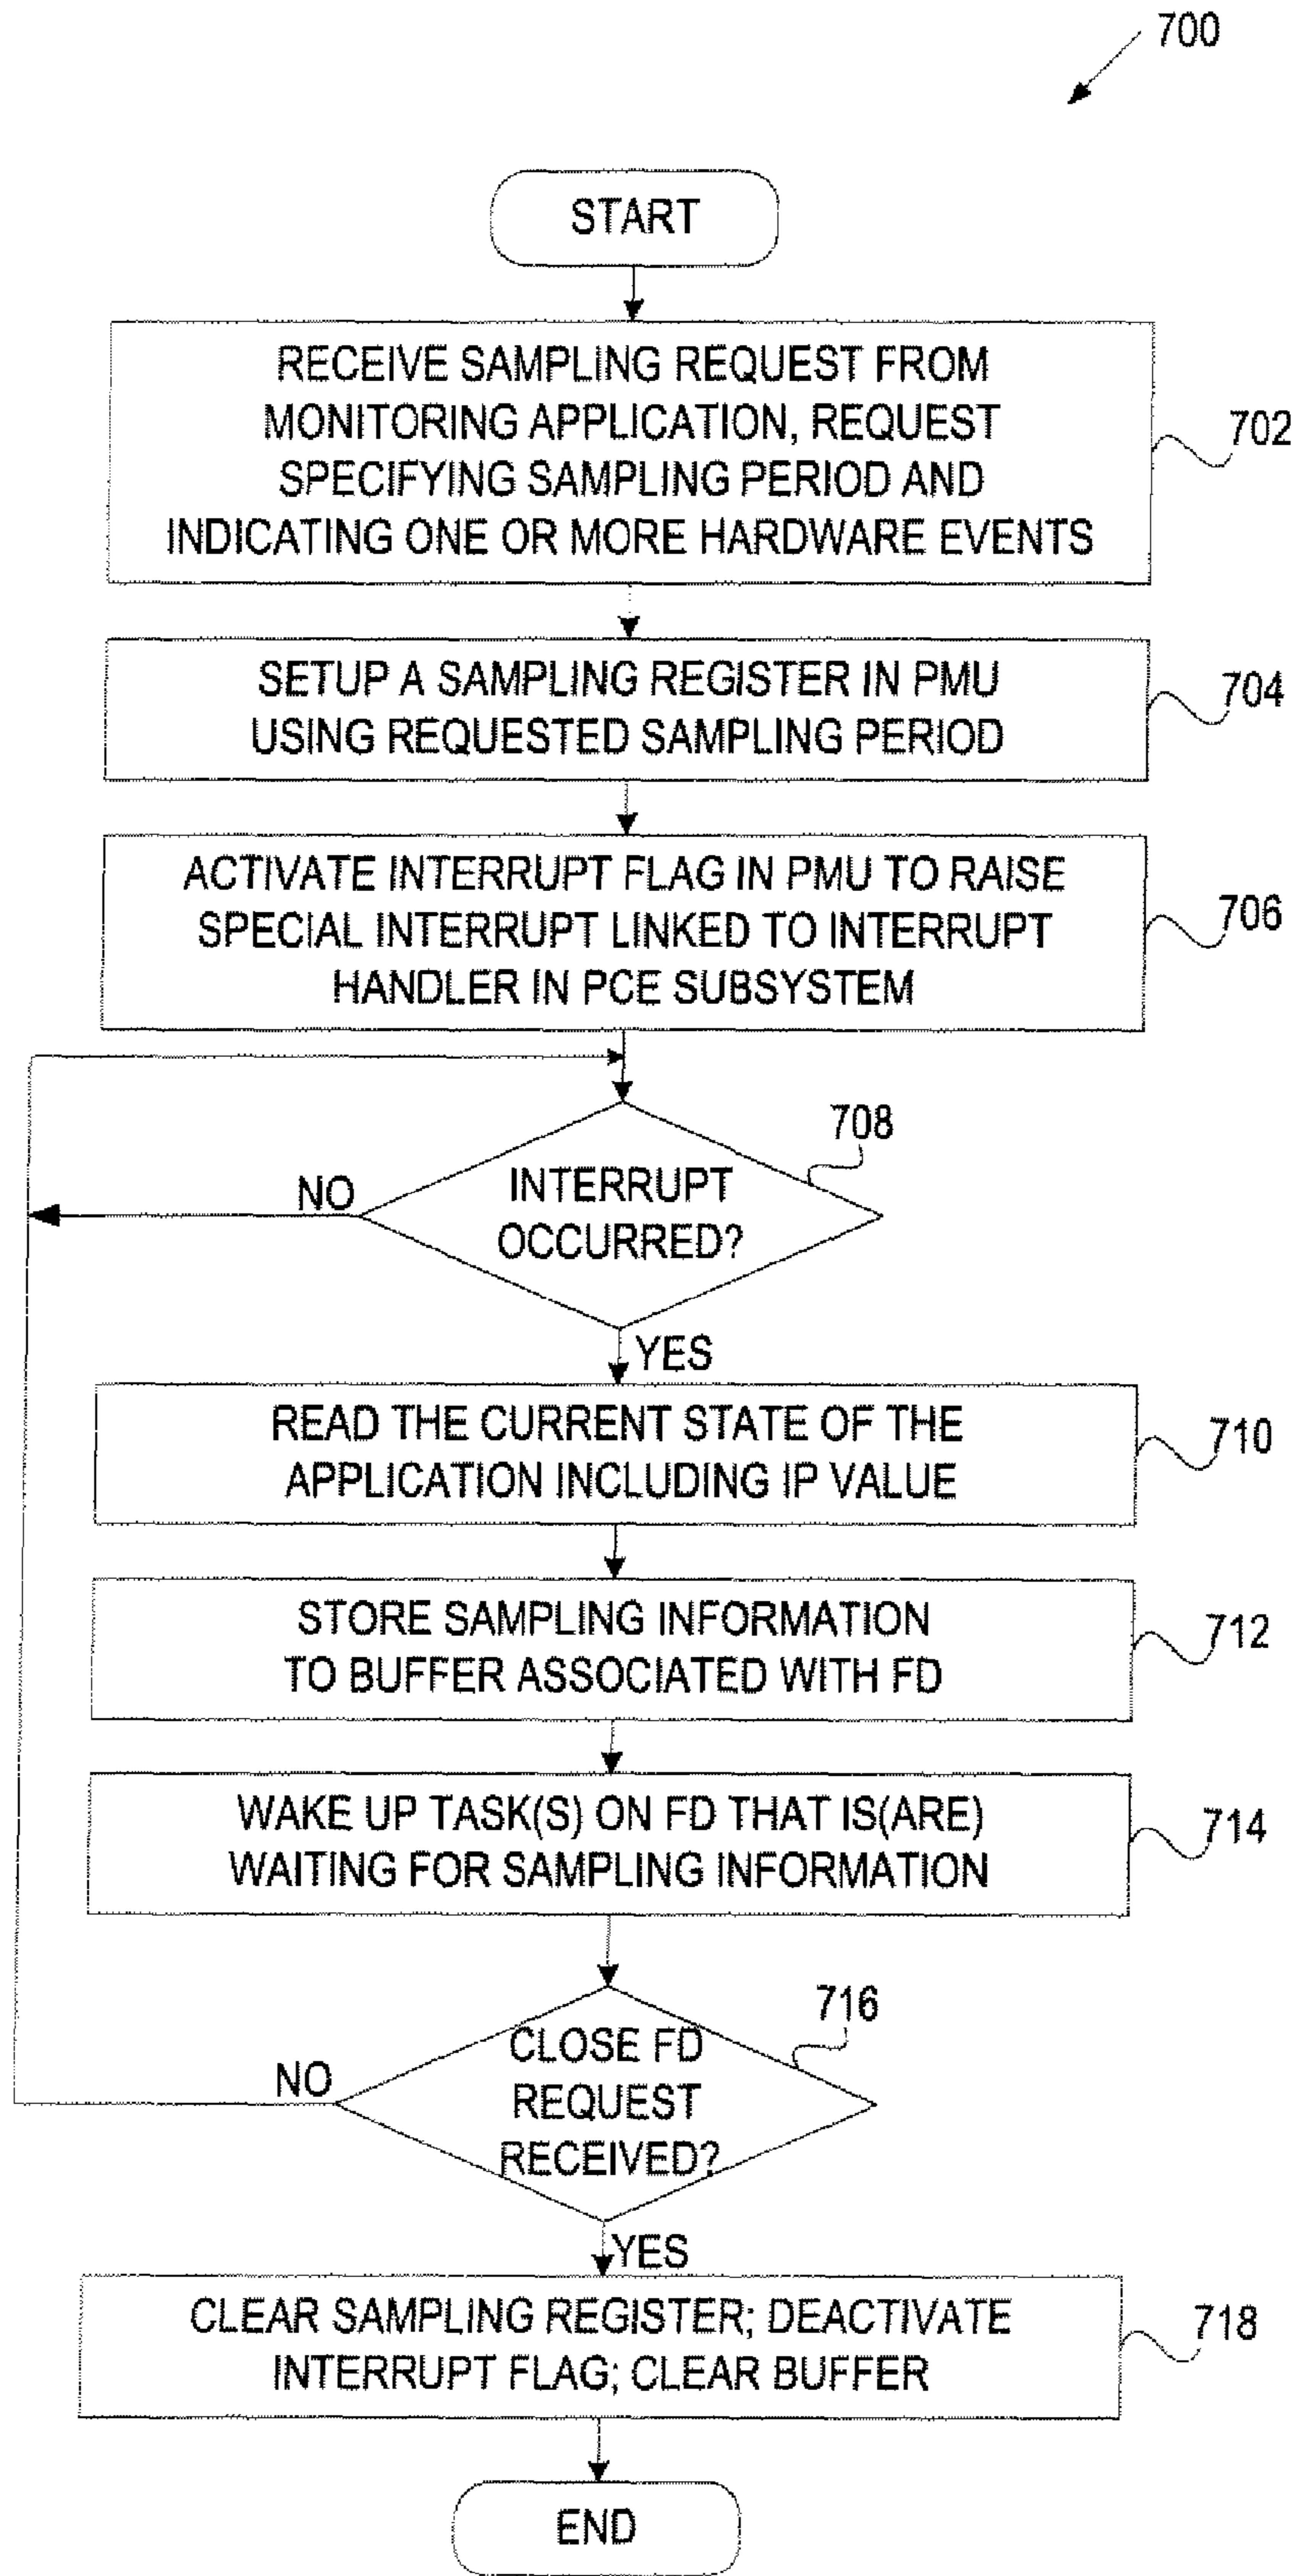 700
START
RECEIVE SAMPLING REQUEST FROM
MONITORING APPLICATION, REQUEST
SPECIFYING SAMPLING PERIOD AND
INDICATING ONE OR MORE HARDWARE EVENTS
702
SETUP A SAMPLING REGISTER IN PMU
USING REQUESTED SAMPLING PERIOD
704
ACTIVATE INTERRUPT FLAG IN PMU TO RAISE
SPECIAL INTERRUPT LINKED TO INTERRUPT
HANDLER IN PCE SUBSYSTEM
706
708
INTERRUPT
OCCURRED?
NO
YES
READ THE CURRENT STATE OF THE
APPLICATION INCLUDING IP VALUE
710
STORE SAMPLING INFORMATION
TO BUFFER ASSOCIATED WITH FD
712
WAKE UP TASK(S) ON FD THAT IS(ARE)
WAITING FOR SAMPLING INFORMATION
714
716
CLOSE FD
REQUEST
RECEIVED?
NO
YES
CLEAR SAMPLING REGISTER; DEACTIVATE
INTERRUPT FLAG; CLEAR BUFFER
718
END